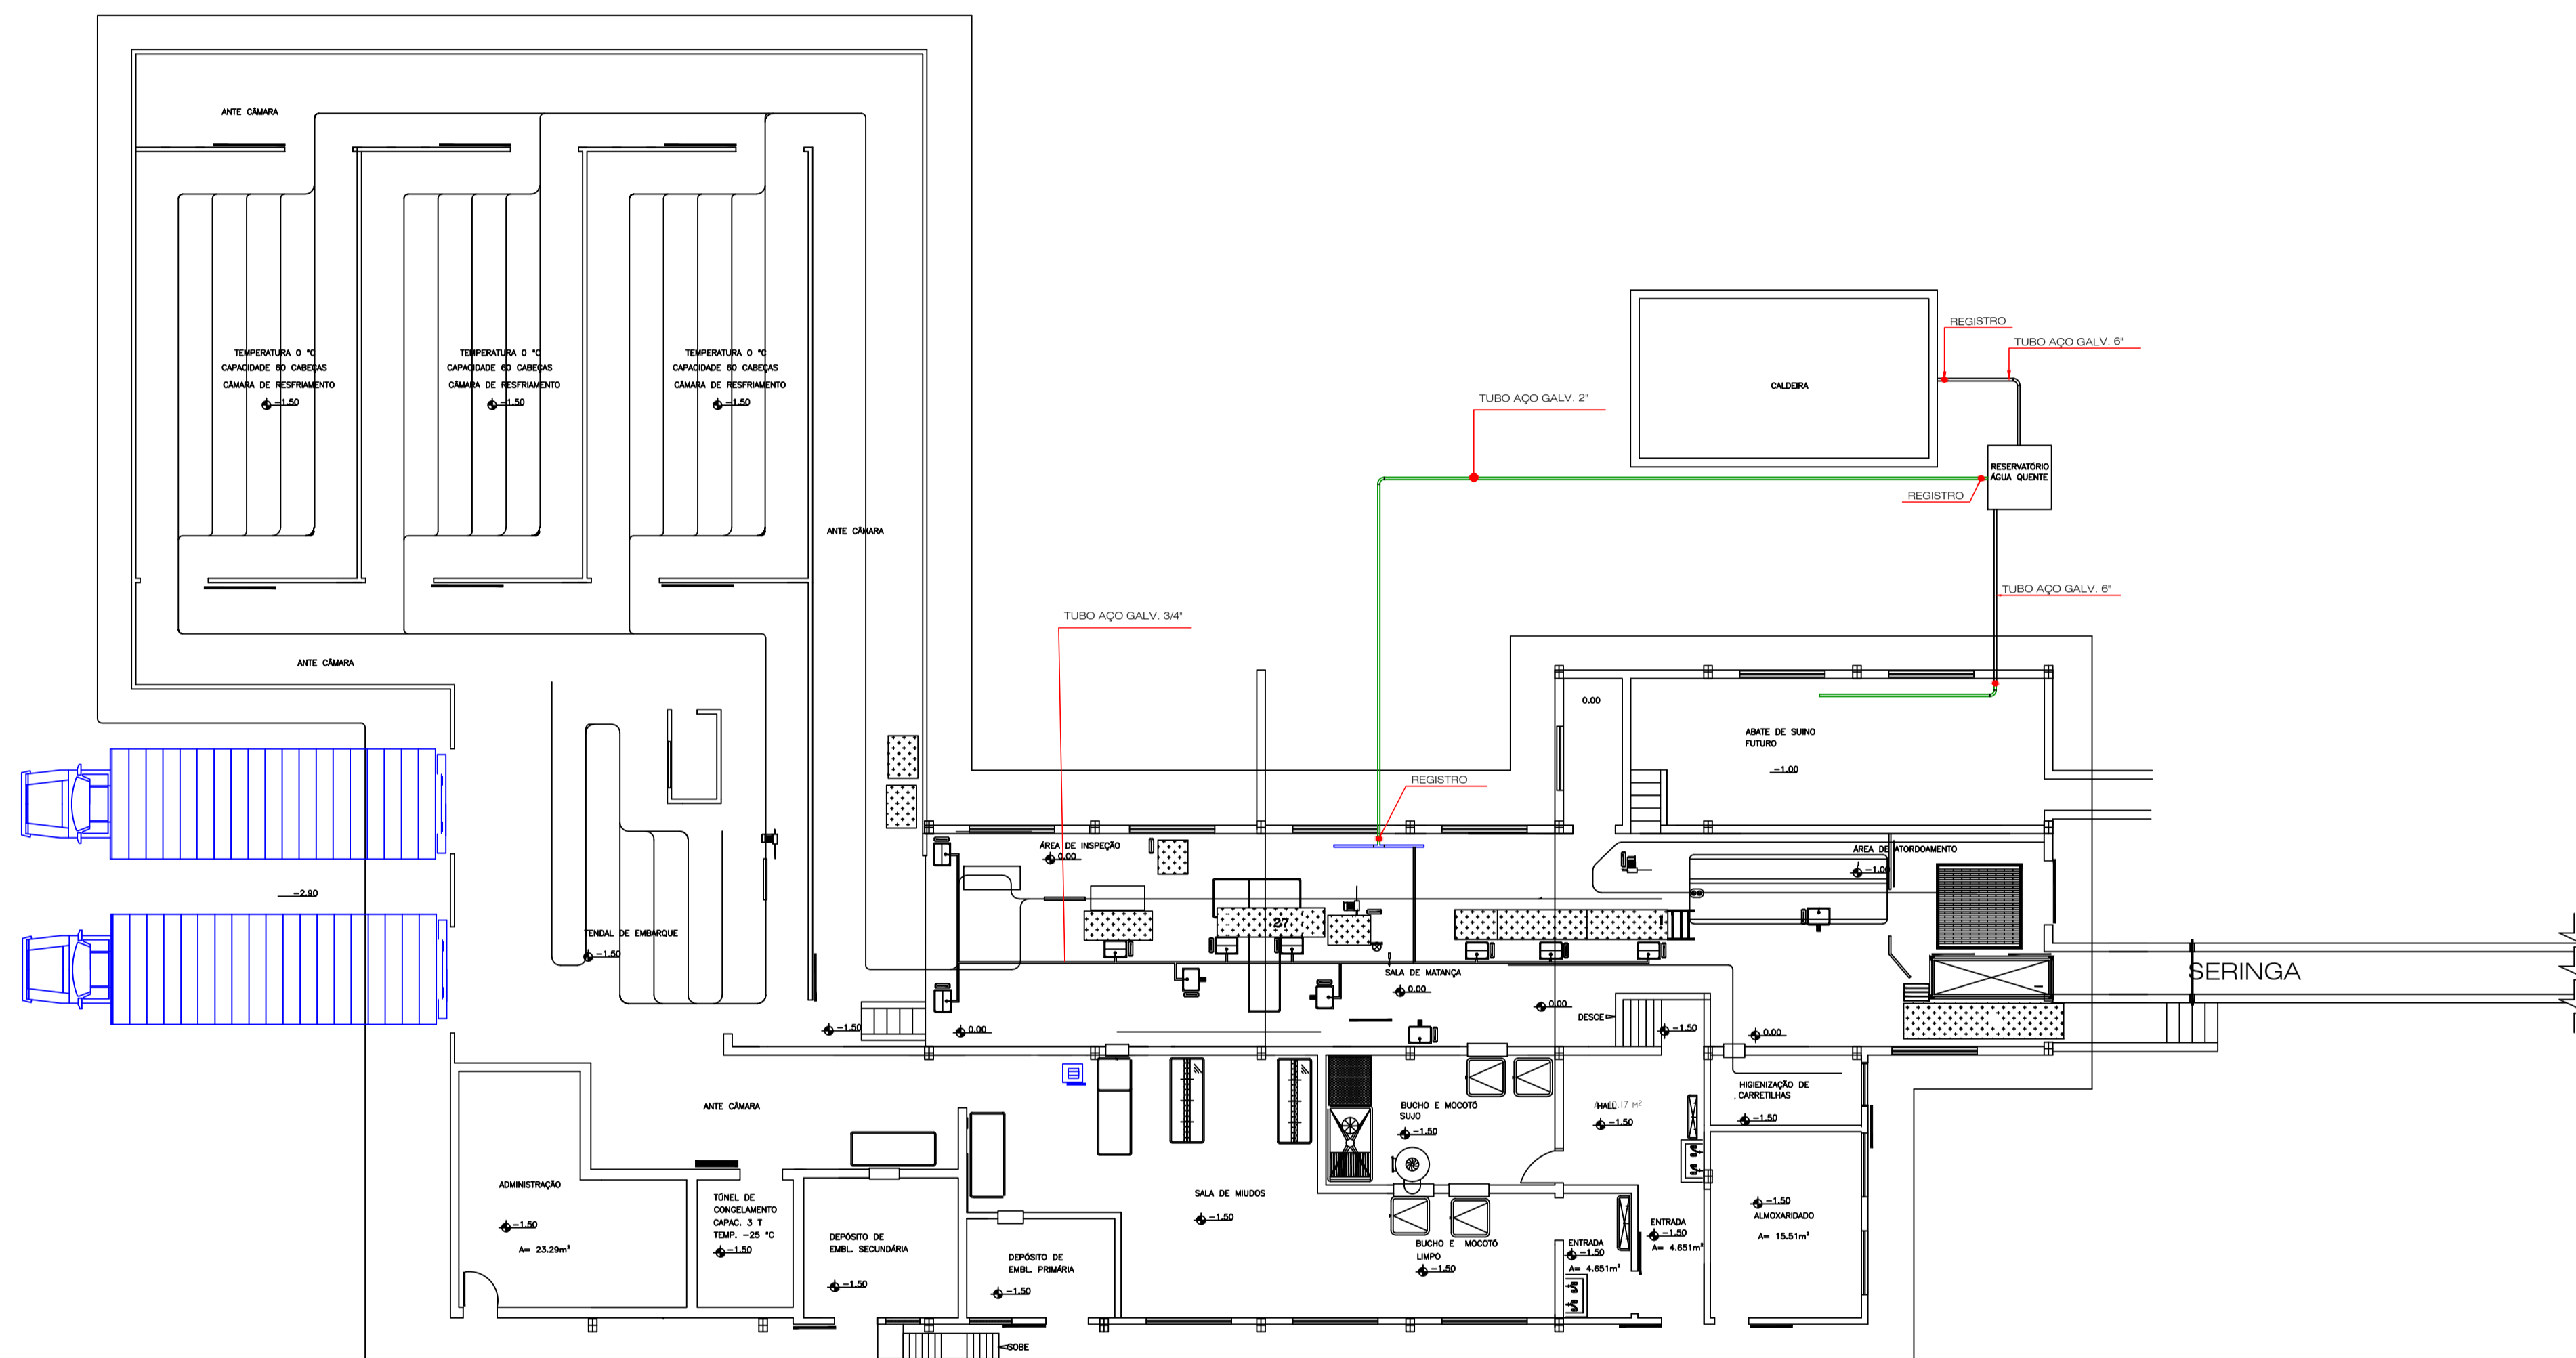 ANTE CÂMARA
TEMPERATURA 0 °C
CAPACIDADE 60 CABEÇAS
CÂMARA DE RESFRIAMENTO
-1.50
TEMPERATURA 0 °C
CAPACIDADE 60 CABEÇAS
CÂMARA DE RESFRIAMENTO
-1.50
TEMPERATURA 0 °C
CAPACIDADE 60 CABEÇAS
CÂMARA DE RESFRIAMENTO
-1.50
REGISTRO
TUBO AÇO GALV. 6"
CALDEIRA
TUBO AÇO GALV. 2"
RESERVATÓRIO
ÁGUA QUENTE
REGISTRO
ANTE CÂMARA
TUBO AÇO GALV. 6"
TUBO AÇO GALV. 3/4"
ANTE CÂMARA
0.00
ABATE DE SUINO
FUTURO
-1.00
REGISTRO
ÁREA DE INSPEÇÃO
0.00
ÁREA DE ATORDOAMENTO
-1.00
-2.90
27
TENDAL DE EMBARQUE
-1.50
SALA DE MATANÇA
0.00
SERINGA
0.00
DESCE
-1.50
0.00
-1.50
0.00
ANTE CÂMARA
BUCHO E MOCOTÓ
SUJO
-1.50
HALL
.17 M²
-1.50
HIGIENIZAÇÃO DE
CARRETILHAS
-1.50
ADMINISTRAÇÃO
-1.50
A= 23.29m²
TÚNEL DE
CONGELAMENTO
CAPAC. 3 T
TEMP. -25 °C
-1.50
DEPÓSITO DE
EMBL. SECUNDÁRIA
-1.50
DEPÓSITO DE
EMBL. PRIMÁRIA
-1.50
SALA DE MIUDOS
-1.50
BUCHO E MOCOTÓ
LIMPO
-1.50
ENTRADA
-1.50
A= 4.651m²
ENTRADA
-1.50
A= 4.651m²
-1.50
ALMOXARIDADO
A= 15.51m²
SOBE